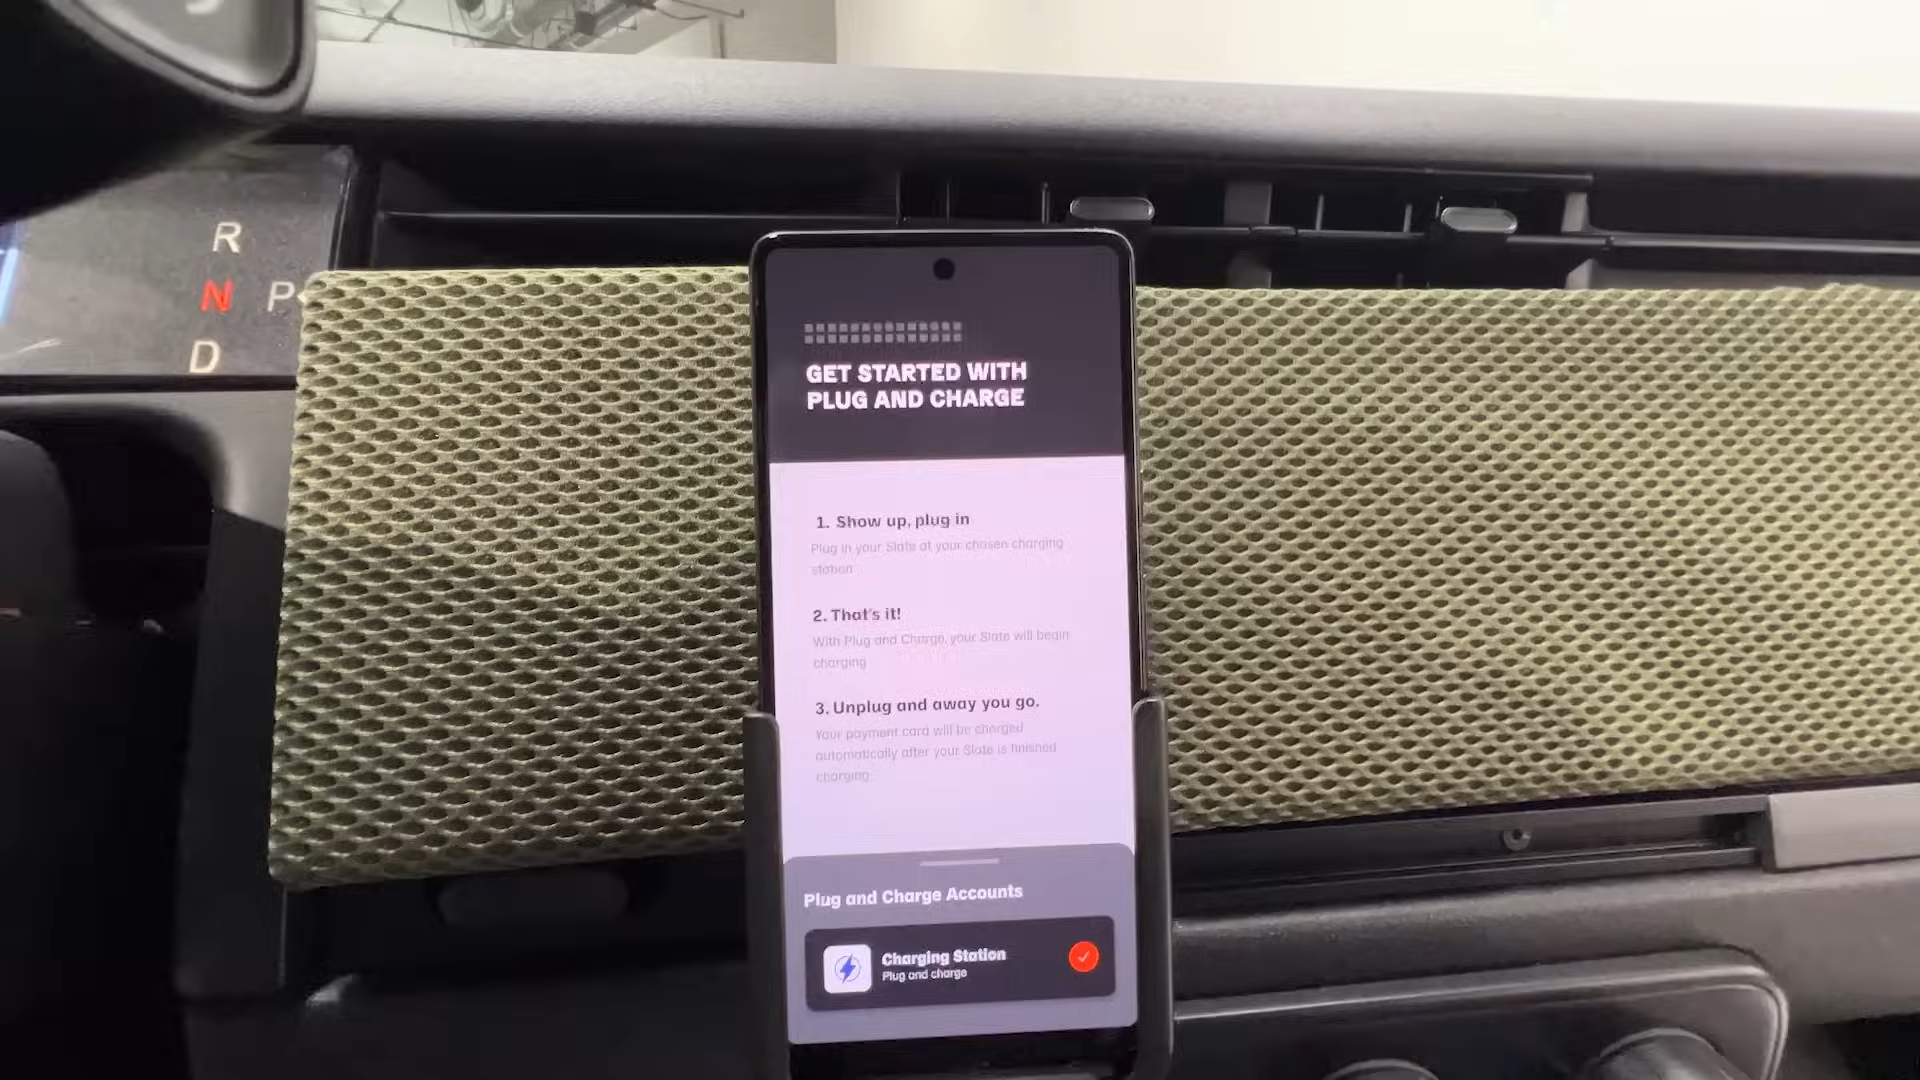 R
N P
D
GET STARTED WITH
PLUG AND CHARGE
1. Show up, plug in
Plug in your Slate at your chosen charging
station
2. That's it!
With Plug and Charge, your Slate will begin
charging
3. Unplug and away you go.
Your payment card will be charged
automatically after your Slate is finished
charging.
Plug and Charge Accounts
Charging Station
Plug and charge